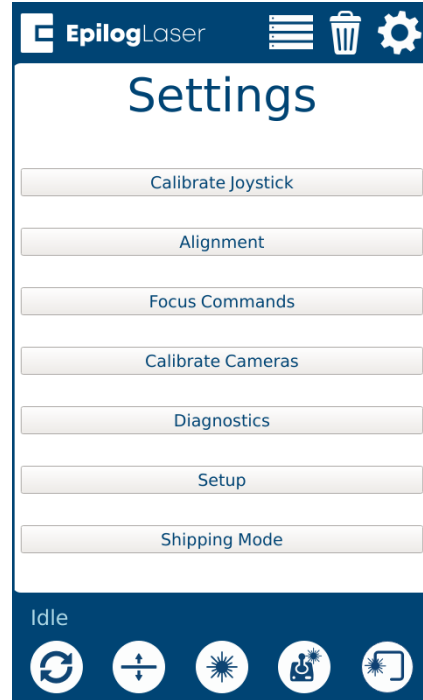 EpilogLaser
Settings
Calibrate Joystick
Alignment
Focus Commands
Calibrate Cameras
Diagnostics
Setup
Shipping Mode
Idle